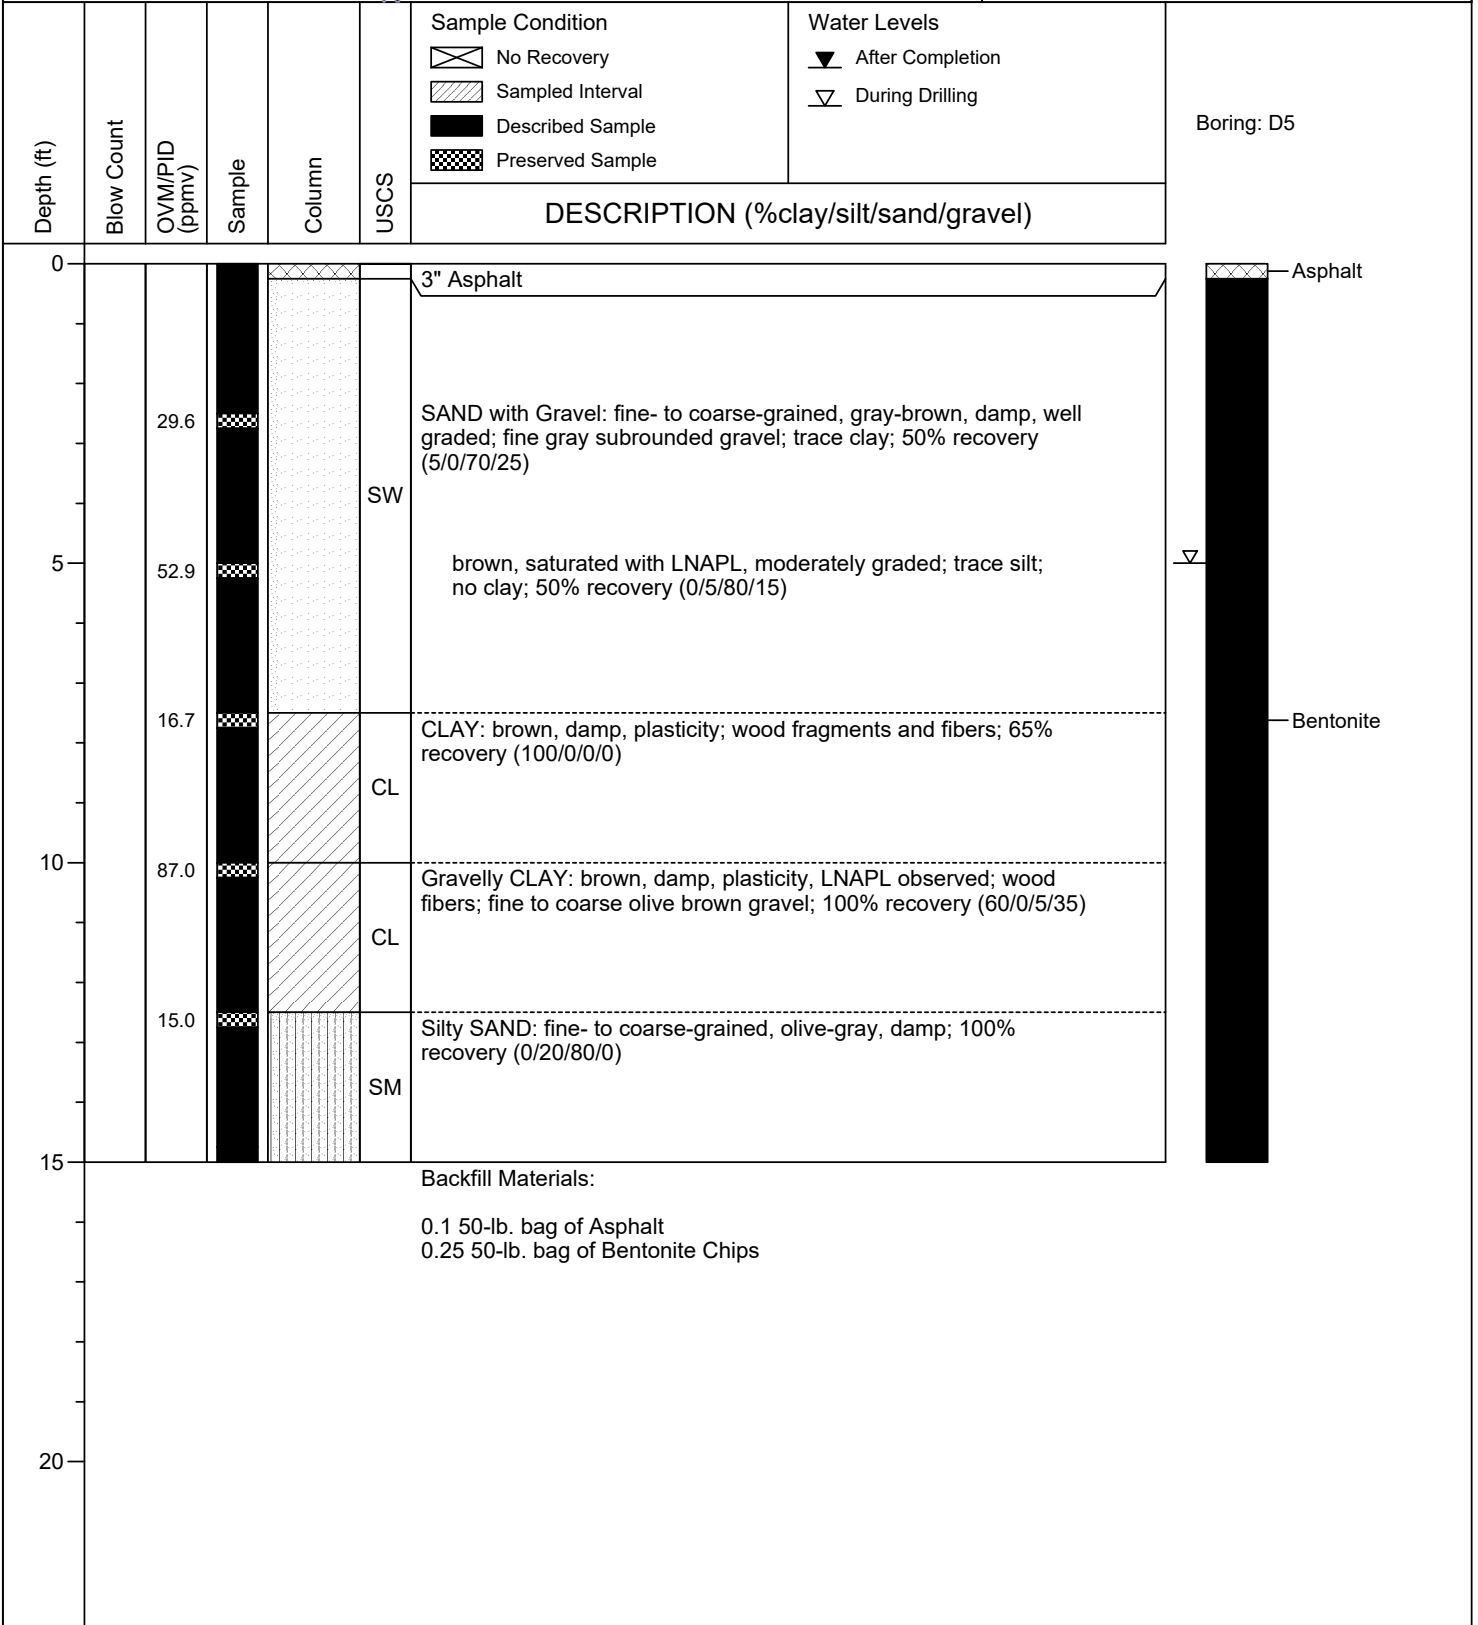 Sample Condition
No Recovery
Sampled Interval
Described Sample
Preserved Sample
Water Levels
After Completion
During Drilling
Boring: D5
Depth (ft)
Blow Count
OVM/PID
(ppmv)
Sample
Column
USCS
DESCRIPTION (%clay/silt/sand/gravel)
0
3" Asphalt
Asphalt
29.6
SAND with Gravel: fine- to coarse-grained, gray-brown, damp, well
graded; fine gray subrounded gravel; trace clay; 50% recovery
(5/0/70/25)
SW
5
52.9
brown, saturated with LNAPL, moderately graded; trace silt;
no clay; 50% recovery (0/5/80/15)
16.7
CLAY: brown, damp, plasticity; wood fragments and fibers; 65%
recovery (100/0/0/0)
Bentonite
CL
10
87.0
Gravelly CLAY: brown, damp, plasticity, LNAPL observed; wood
fibers; fine to coarse olive brown gravel; 100% recovery (60/0/5/35)
CL
15.0
Silty SAND: fine- to coarse-grained, olive-gray, damp; 100%
recovery (0/20/80/0)
SM
15
Backfill Materials:
0.1 50-lb. bag of Asphalt
0.25 50-lb. bag of Bentonite Chips
20